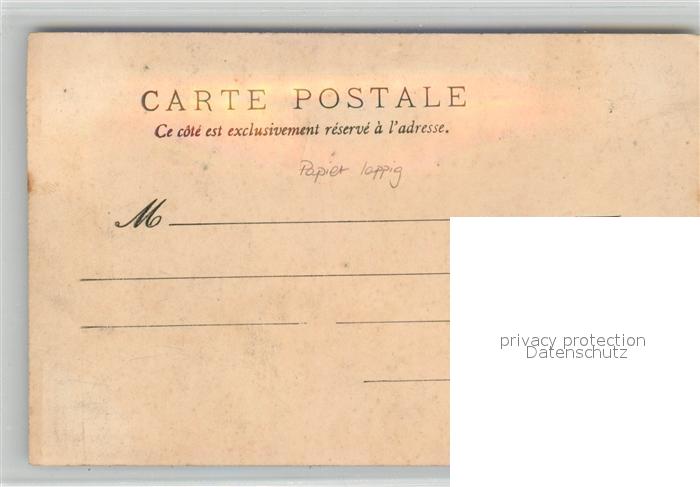 CARTE POSTALE
Ce côté est exclusivement réservé à l'adresse.
Papier lappig
M
privacy protection
Datenschutz